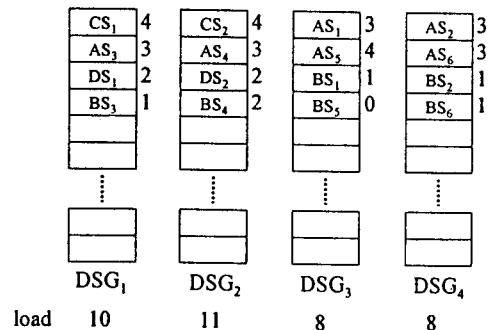 CS₁ 4 CS₂ 4 AS₁ 3 AS₂ 3
AS₃ 3 AS₄ 3 AS₅ 4 AS₆ 3
DS₁ 2 DS₂ 2 BS₁ 1 BS₂ 1
BS₃ 1 BS₄ 2 BS₅ 0 BS₆ 1
DSG₁ DSG₂ DSG₃ DSG₄
load 10 11 8 8